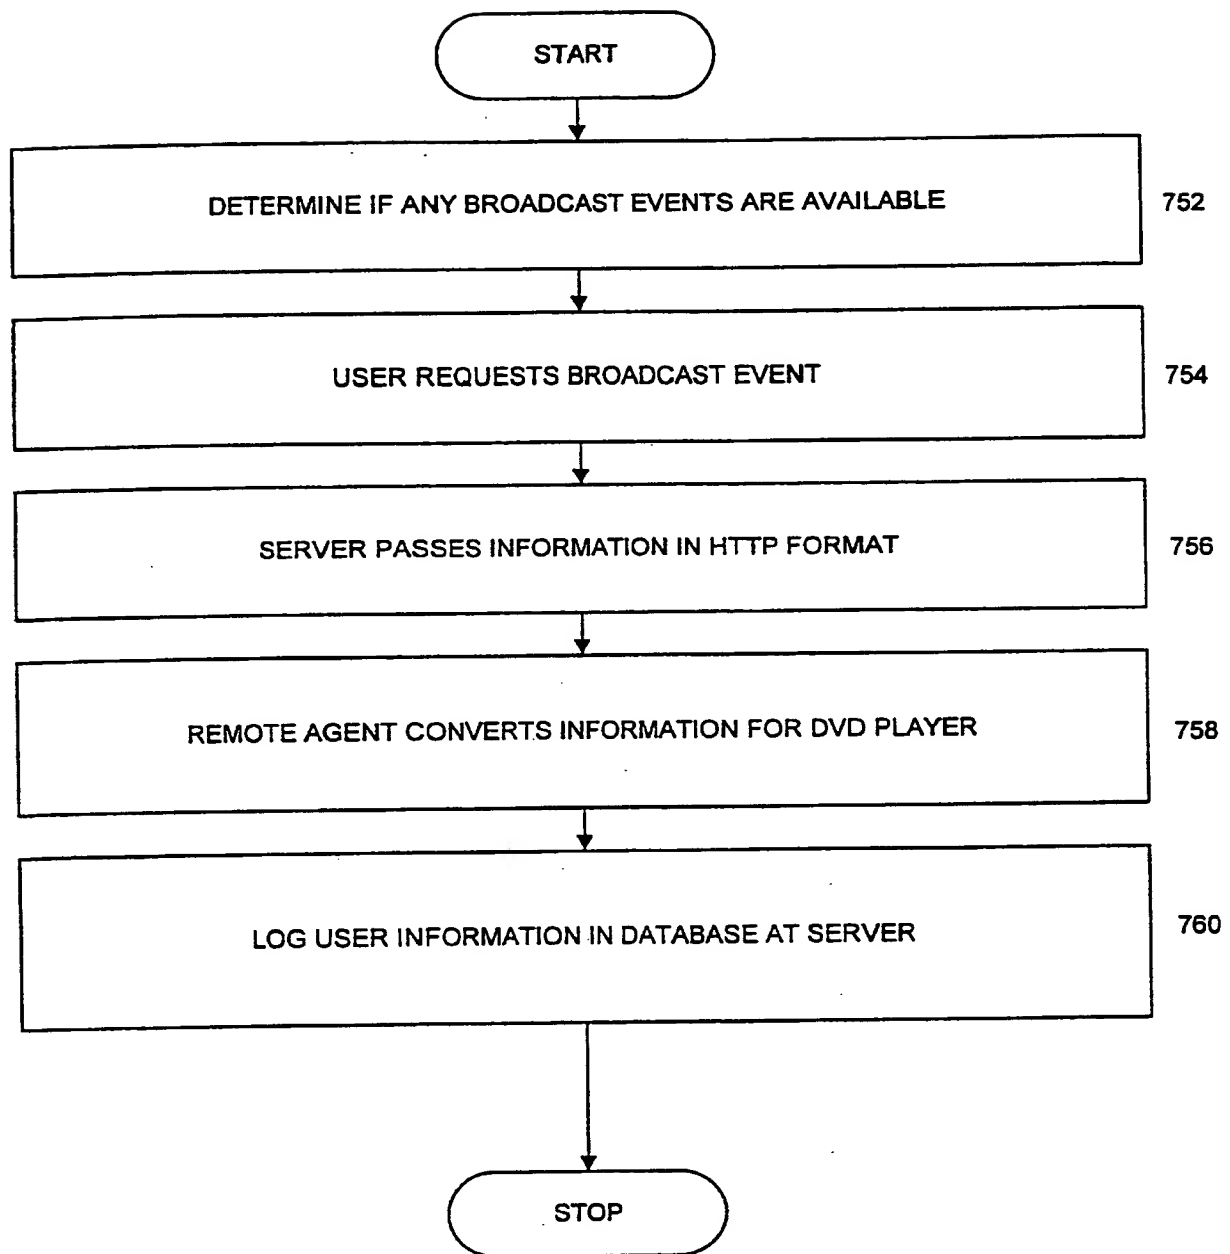 START
DETERMINE IF ANY BROADCAST EVENTS ARE AVAILABLE 752
USER REQUESTS BROADCAST EVENT 754
SERVER PASSES INFORMATION IN HTTP FORMAT 756
REMOTE AGENT CONVERTS INFORMATION FOR DVD PLAYER 758
LOG USER INFORMATION IN DATABASE AT SERVER 760
STOP